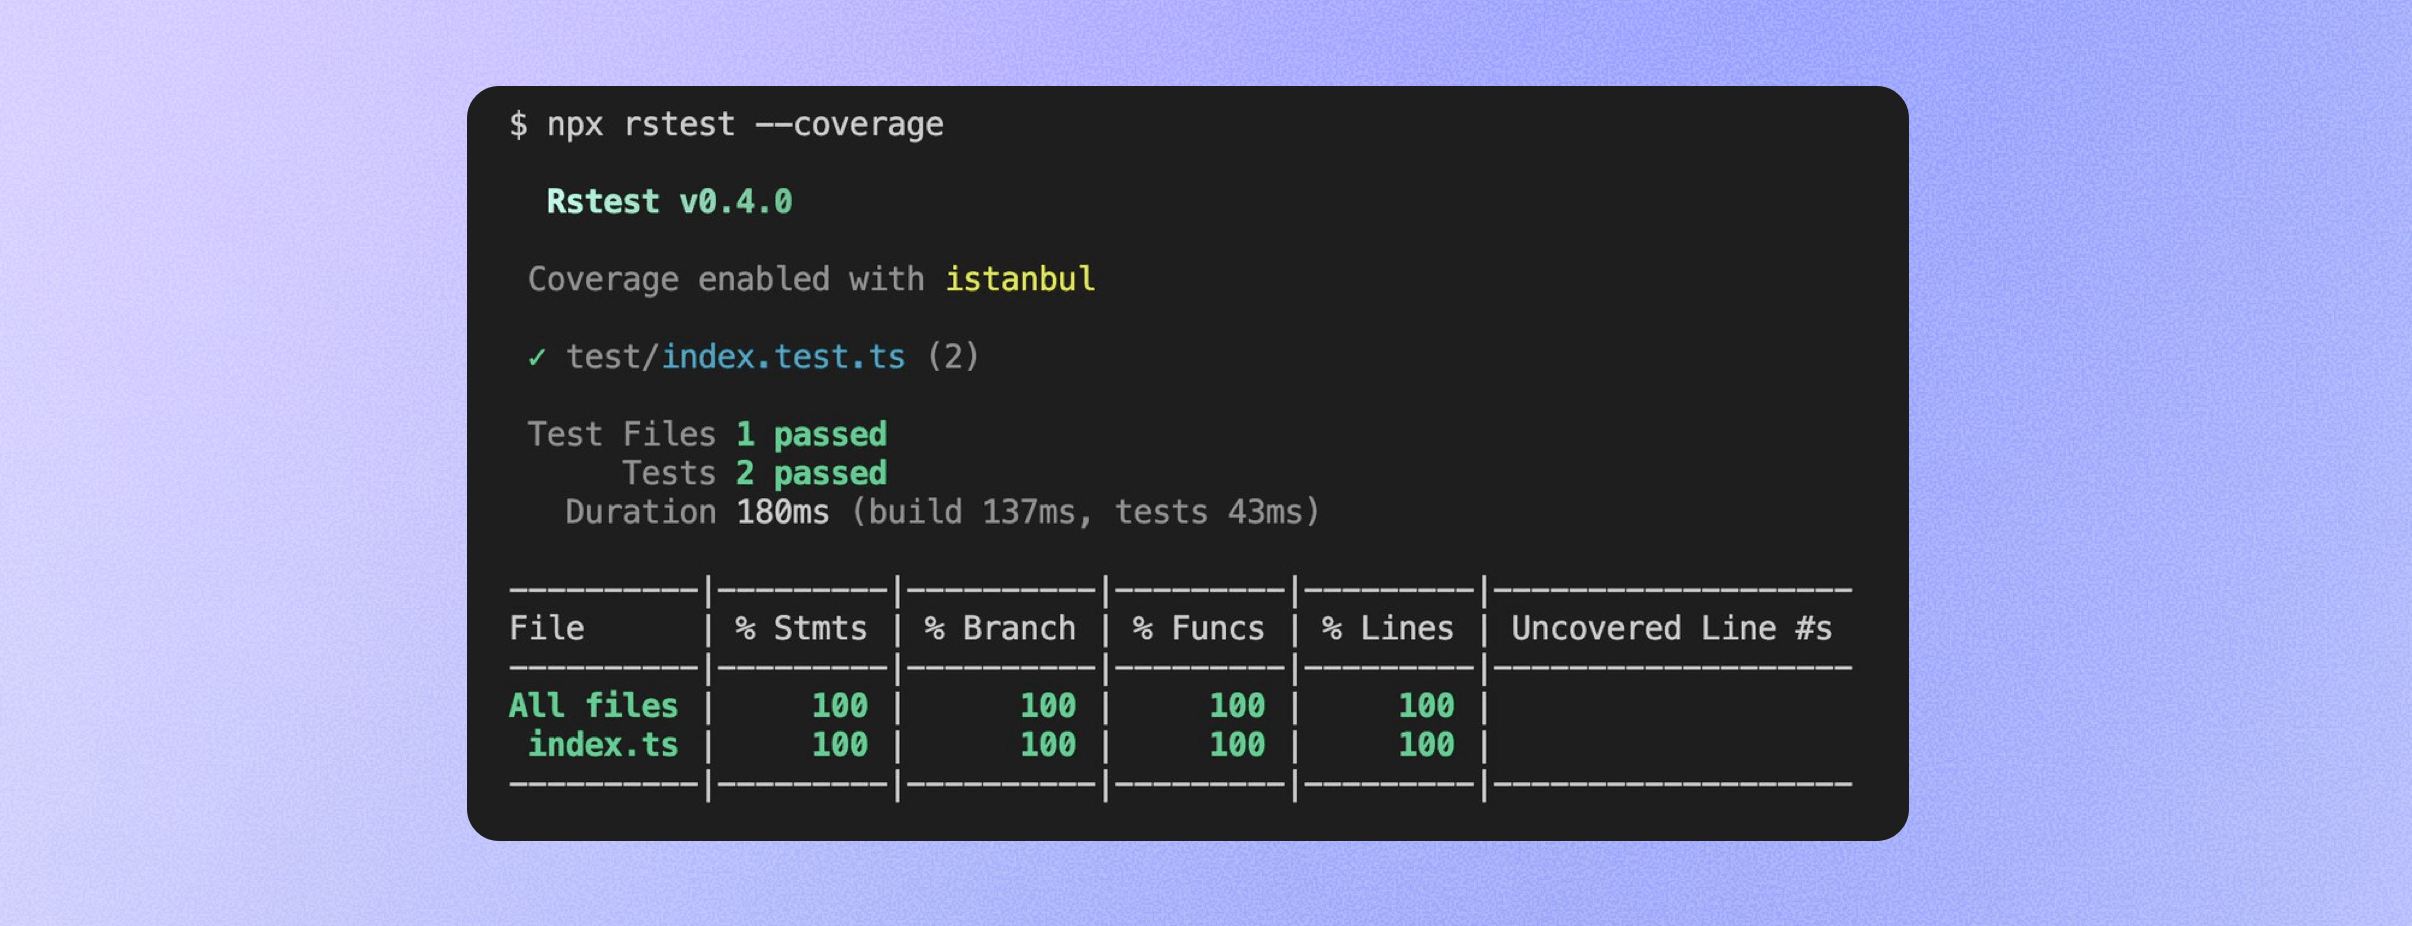 $ npx rstest --coverage
Rstest v0.4.0
Coverage enabled with istanbul
✓ test/index.test.ts (2)
Test Files 1 passed
Tests 2 passed
Duration 180ms (build 137ms, tests 43ms)
----------|---------|----------|---------|---------|-------------------
File      | % Stmts | % Branch | % Funcs | % Lines | Uncovered Line #s
----------|---------|----------|---------|---------|-------------------
All files |     100 |      100 |     100 |     100 |
 index.ts |     100 |      100 |     100 |     100 |
----------|---------|----------|---------|---------|-------------------